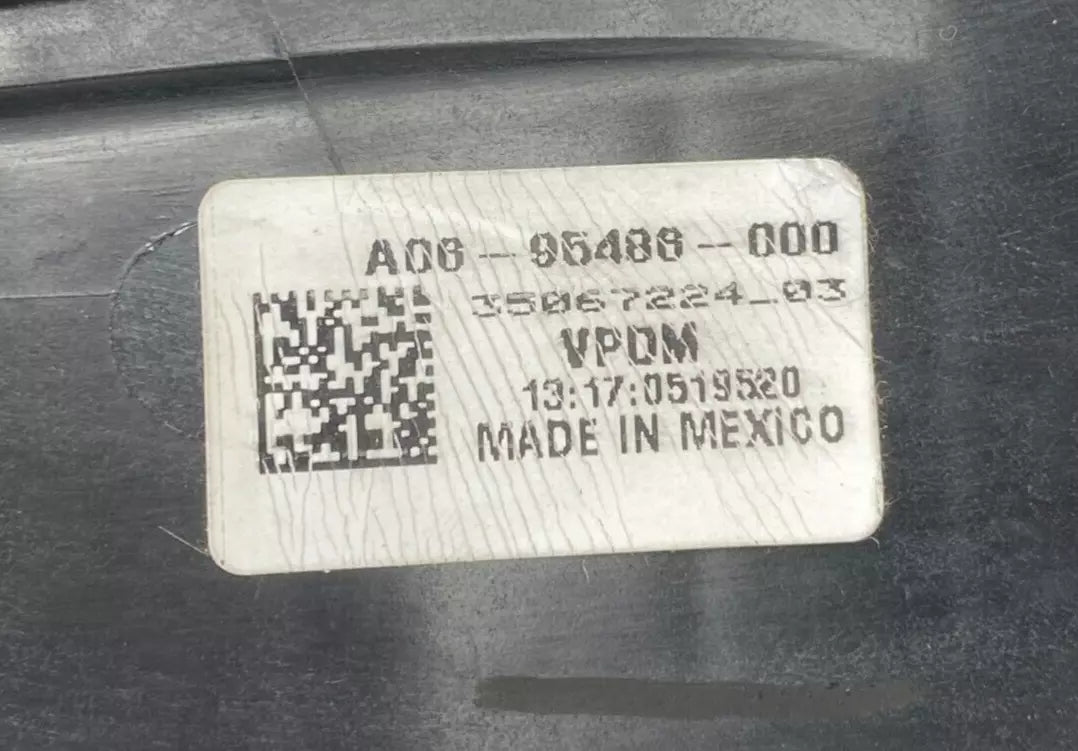 A06-95486-000
35067224_03
VPDM
13:17:0519520
MADE IN MEXICO